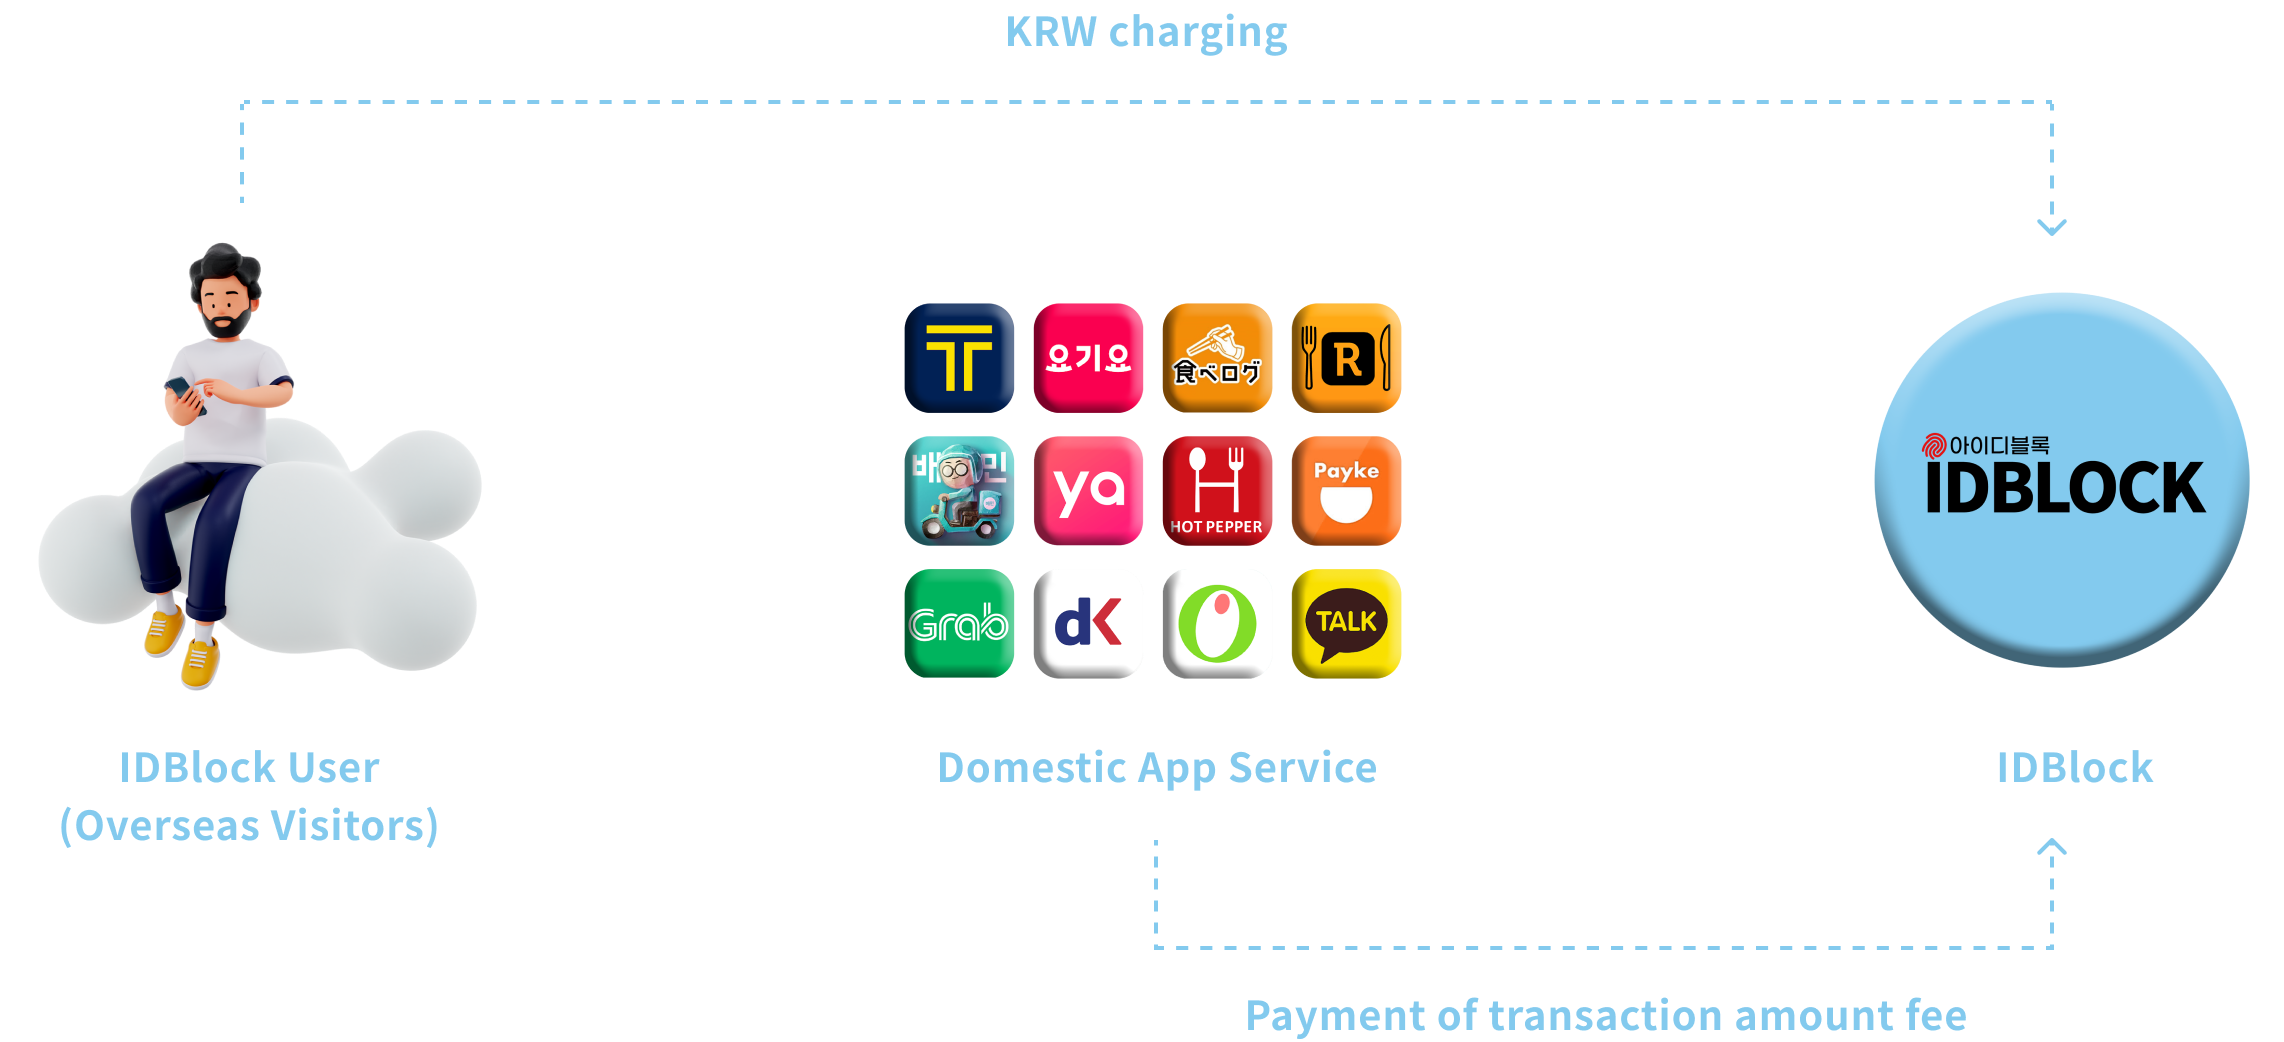 KRW charging
요기요
食べログ
R
배민
ya
HOT PEPPER
Payke
Grab
dK
TALK
아이디블록
IDBLOCK
IDBlock User
(Overseas Visitors)
Domestic App Service
IDBlock
Payment of transaction amount fee